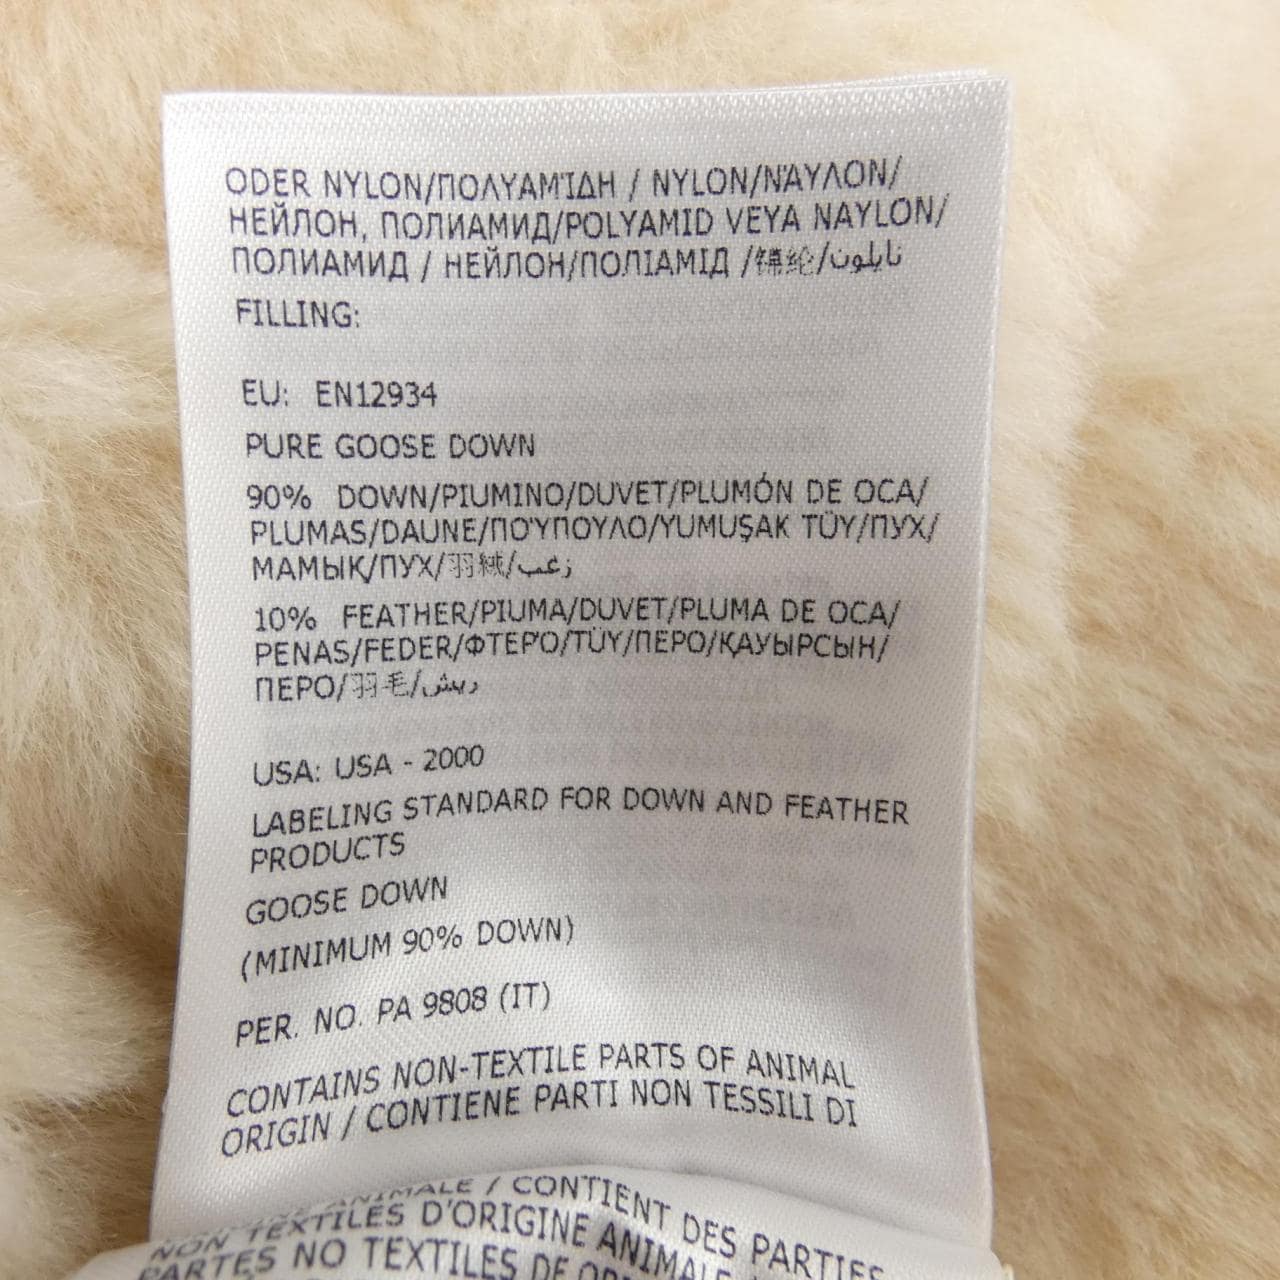 ODER NYLON/ΠΟΛΥΑΜΊΔΗ / NYLON/ΝΆΥΛΟΝ/
НЕЙЛОН, ПОЛИАМИД/POLYAMID VEYA NAYLON/
ПОЛИАМИД / НЕЙЛОН/ПОЛІАМІД /锦纶/نايلون
FILLING:
EU: EN12934
PURE GOOSE DOWN
90% DOWN/PIUMINO/DUVET/PLUMÓN DE OCA/
PLUMAS/DAUNE/ΠΟΎΠΟΥΛΟ/YUMUŞAK TÜY/ПУХ/
МАМЫҚ/ПУХ/羽絨/زغب
10% FEATHER/PIUMA/DUVET/PLUMA DE OCA/
PENAS/FEDER/ΦΤΕΡΌ/TÜY/ПЕРО/ҚАУЫРСЫН/
ПЕРО/羽毛/ريش
USA: USA - 2000
LABELING STANDARD FOR DOWN AND FEATHER
PRODUCTS
GOOSE DOWN
(MINIMUM 90% DOWN)
PER. NO. PA 9808 (IT)
CONTAINS NON-TEXTILE PARTS OF ANIMAL
ORIGIN / CONTIENE PARTI NON TESSILI DI
ANIMALE / CONTIENT DES PARTIES
NON TEXTILES D'ORIGINE ANIMALE
PARTES NO TEXTILES DE